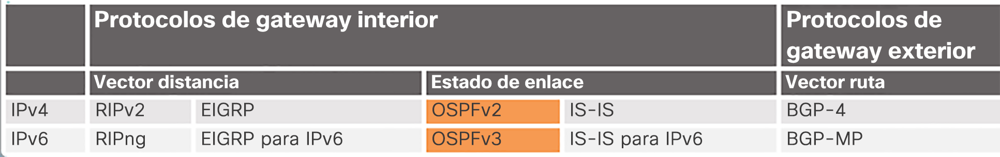 Protocolos de gateway interior
Protocolos de
gateway exterior
Vector distancia
Estado de enlace
Vector ruta
IPv4 RIPv2 EIGRP OSPFv2 IS-IS BGP-4
IPv6 RIPng EIGRP para IPv6 OSPFv3 IS-IS para IPv6 BGP-MP